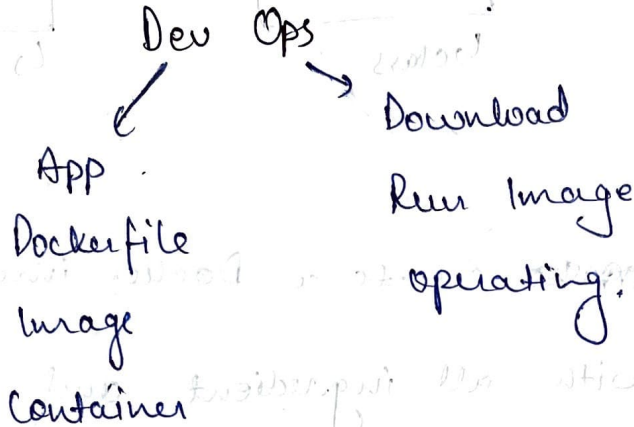 Dev Ops
App
Dockerfile
Image
Container
Download
Run Image
operating.